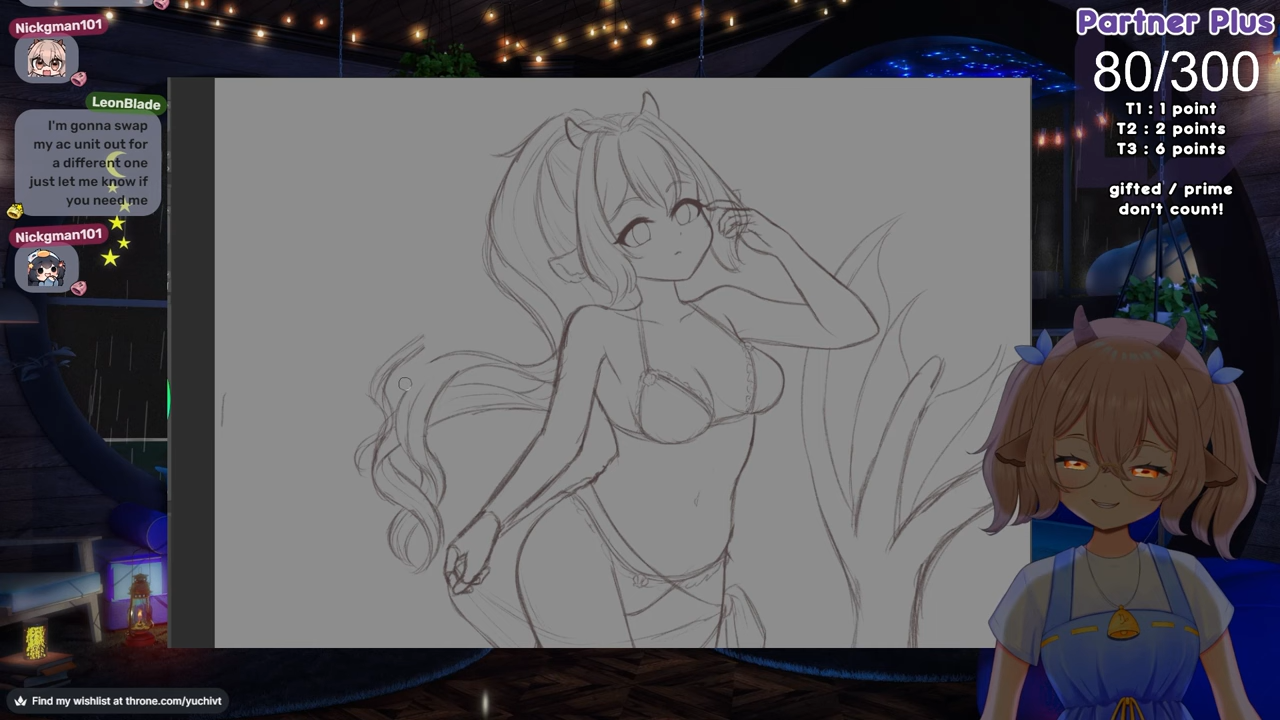 Nickgman101
LeonBlade
I'm gonna swap
my ac unit out for
a different one
just let me know if
you need me
Nickgman101
Find my wishlist at throne.com/yuchivt
Partner Plus
80/300
T1 : 1 point
T2 : 2 points
T3 : 6 points
gifted / prime
don't count!